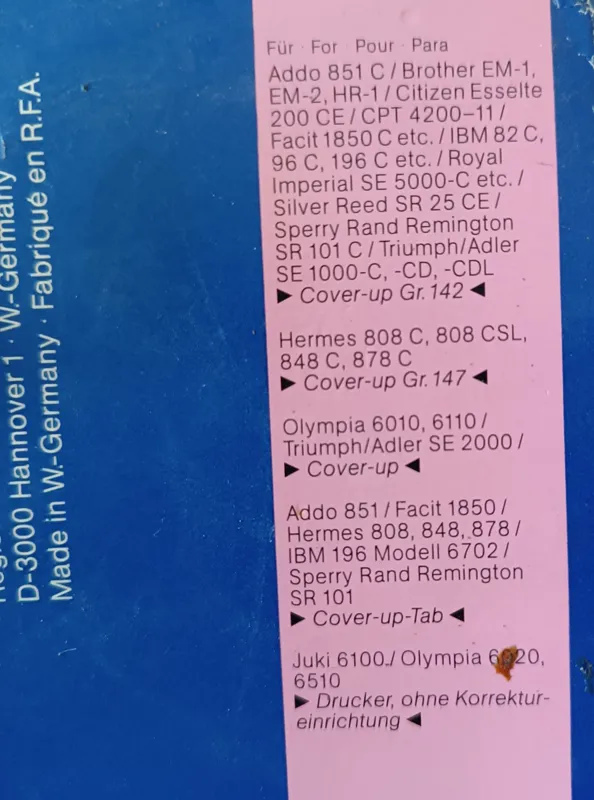 Für · For · Pour · Para
Addo 851 C / Brother EM-1,
EM-2, HR-1 / Citizen Esselte
200 CE / CPT 4200–11 /
Facit 1850 C etc. / IBM 82 C,
96 C, 196 C etc. / Royal
Imperial SE 5000-C etc. /
Silver Reed SR 25 CE /
Sperry Rand Remington
SR 101 C / Triumph/Adler
SE 1000-C, -CD, -CDL
▶ Cover-up Gr. 142 ◀
Hermes 808 C, 808 CSL,
848 C, 878 C
▶ Cover-up Gr. 147 ◀
Olympia 6010, 6110 /
Triumph/Adler SE 2000 /
▶ Cover-up ◀
Addo 851 / Facit 1850 /
Hermes 808, 848, 878 /
IBM 196 Modell 6702 /
Sperry Rand Remington
SR 101
▶ Cover-up-Tab ◀
Juki 6100 / Olympia
6510
▶ Drucker, ohne Korrektur-
einrichtung ◀
D-3000 Hannover 1 · W.-Germany
Made in W.-Germany · Fabriqué en R.F.A.